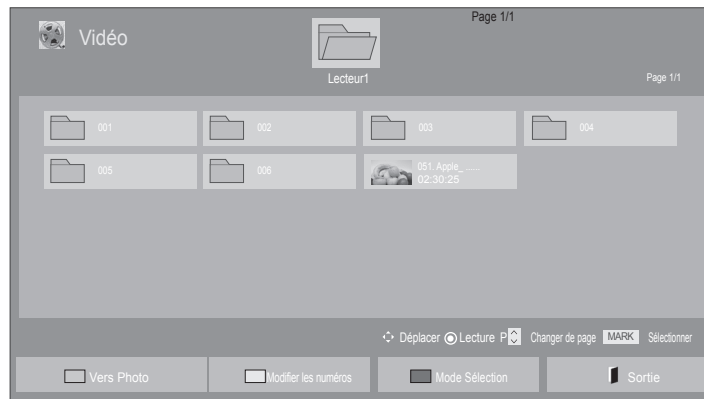 Page 1/1
Vidéo
Lecteur1
Page 1/1
001
002
003
004
005
006
051. Apple_ ......
02:30:25
Déplacer Lecture P Changer de page MARK Sélectionner
Vers Photo
Modifier les numéros
Mode Sélection
Sortie